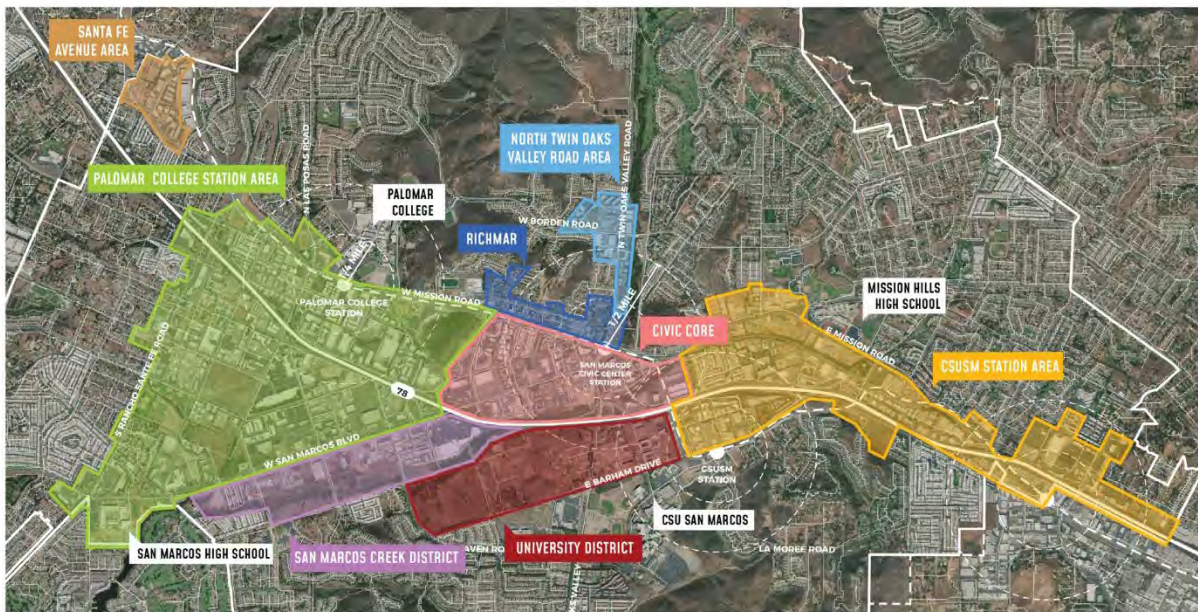 SANTA FE
AVENUE AREA
PALOMAR COLLEGE STATION AREA
N LAS POSAS ROAD
PALOMAR
COLLEGE
NORTH TWIN OAKS
VALLEY ROAD AREA
W BORDEN ROAD
N TWIN OAKS VALLEY ROAD
RICHMAR
1/4 MILE
PALOMAR COLLEGE
STATION
W MISSION ROAD
1/2 MILE
CIVIC CORE
MISSION HILLS
HIGH SCHOOL
E MISSION ROAD
SAN MARCOS
CIVIC CENTER
STATION
CSUSM STATION AREA
S RANCHO SANTA FE ROAD
78
W SAN MARCOS BLVD
E BARHAM DRIVE
CSUSM
STATION
CSU SAN MARCOS
SAN MARCOS HIGH SCHOOL
SAN MARCOS CREEK DISTRICT
UNIVERSITY DISTRICT
LA MOREE ROAD